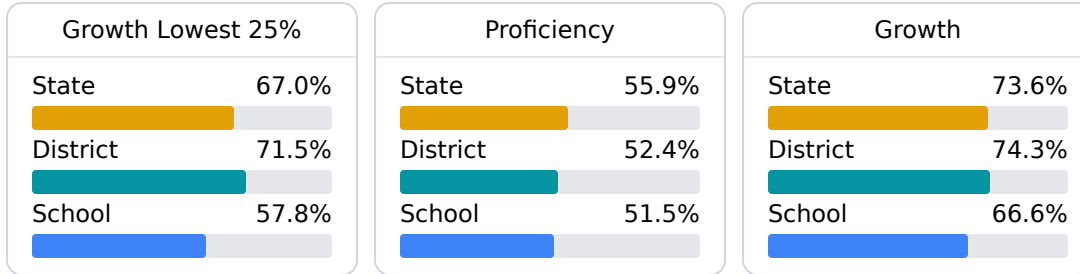 Growth Lowest 25%
State 67.0%
District 71.5%
School 57.8%
Proficiency
State 55.9%
District 52.4%
School 51.5%
Growth
State 73.6%
District 74.3%
School 66.6%